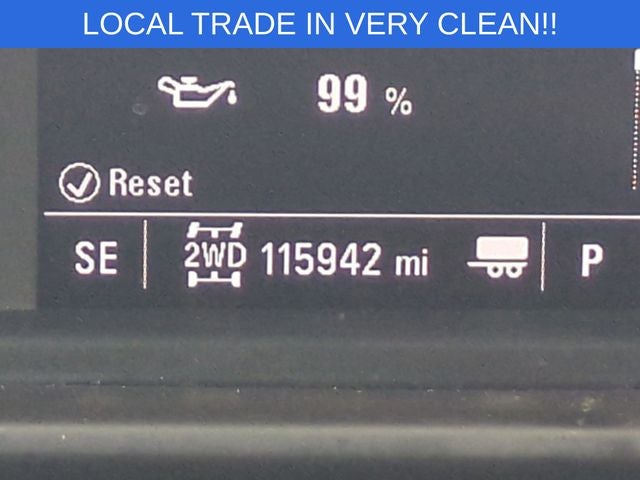 LOCAL TRADE IN VERY CLEAN!!
99 %
Reset
SE 2WD 115942 mi P